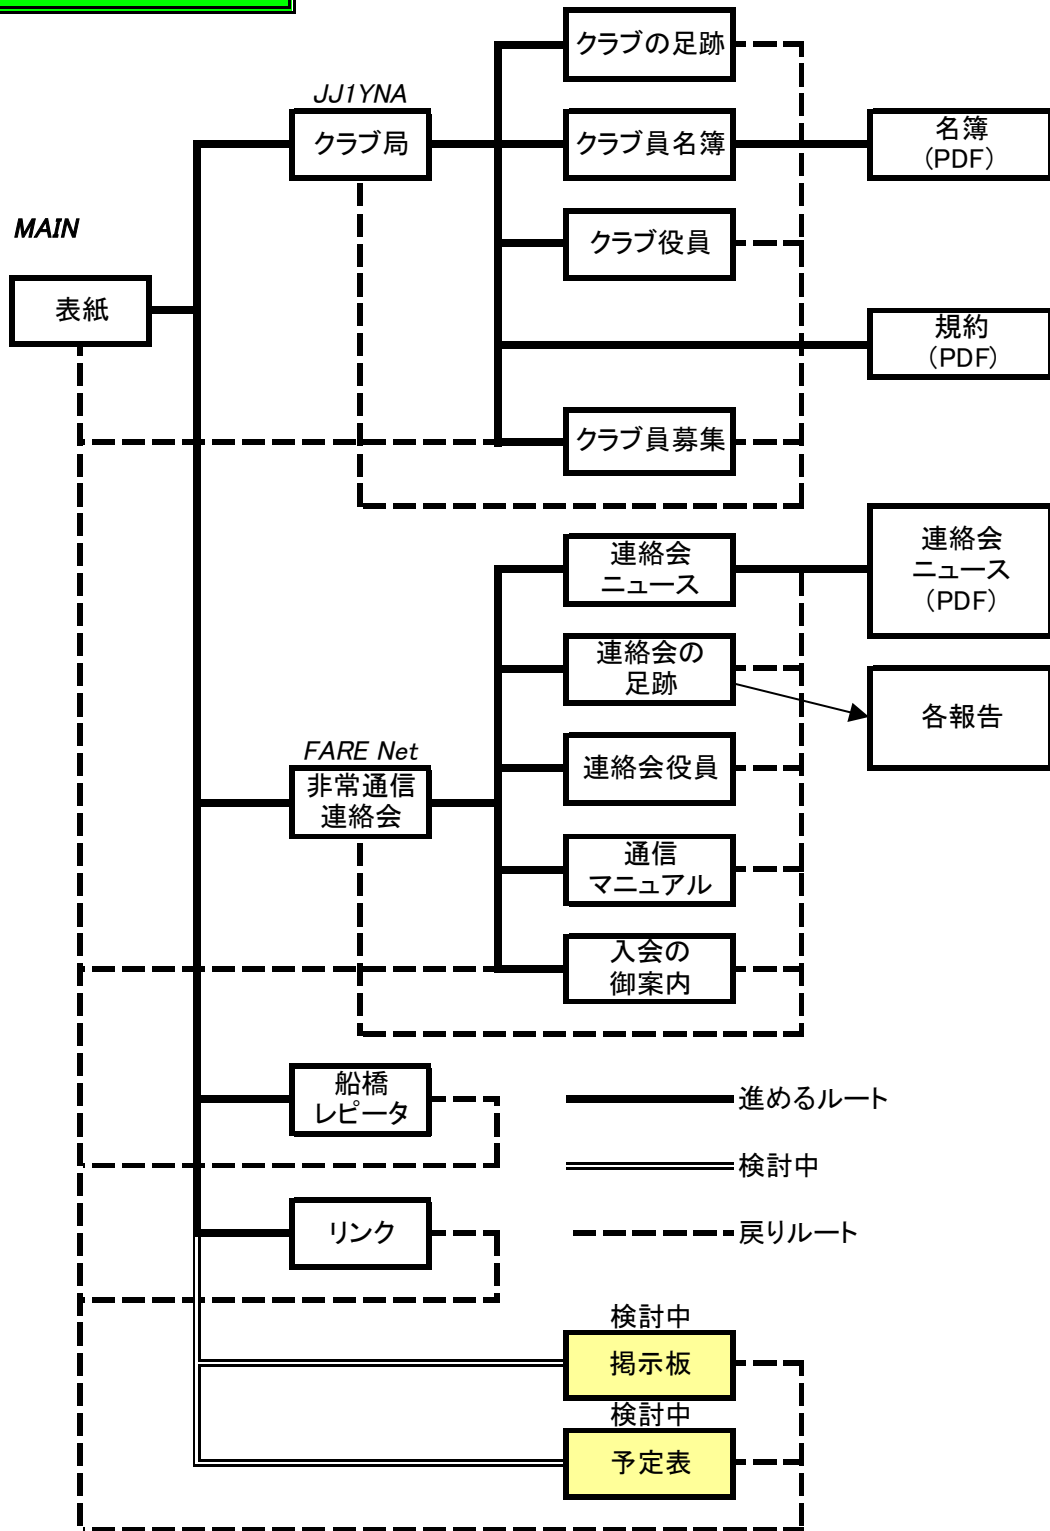 クラブの足跡
JJ1YNA
クラブ局
クラブ員名簿
名簿
(PDF)
MAIN
クラブ役員
表紙
規約
(PDF)
クラブ員募集
連絡会
ニュース
連絡会
ニュース
(PDF)
連絡会の
足跡
各報告
FARE Net
非常通信
連絡会
連絡会役員
通信
マニュアル
入会の
御案内
船橋
レピータ
進めるルート
検討中
リンク
戻りルート
検討中
掲示板
検討中
予定表